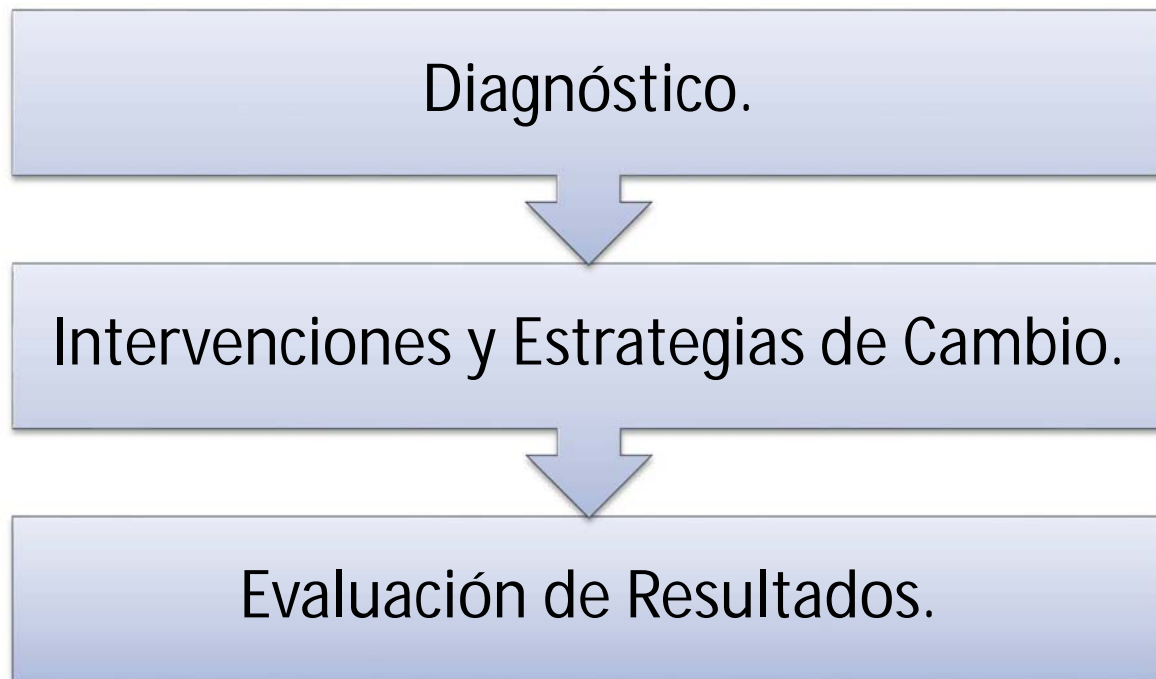 Diagnóstico.
Intervenciones y Estrategias de Cambio.
Evaluación de Resultados.